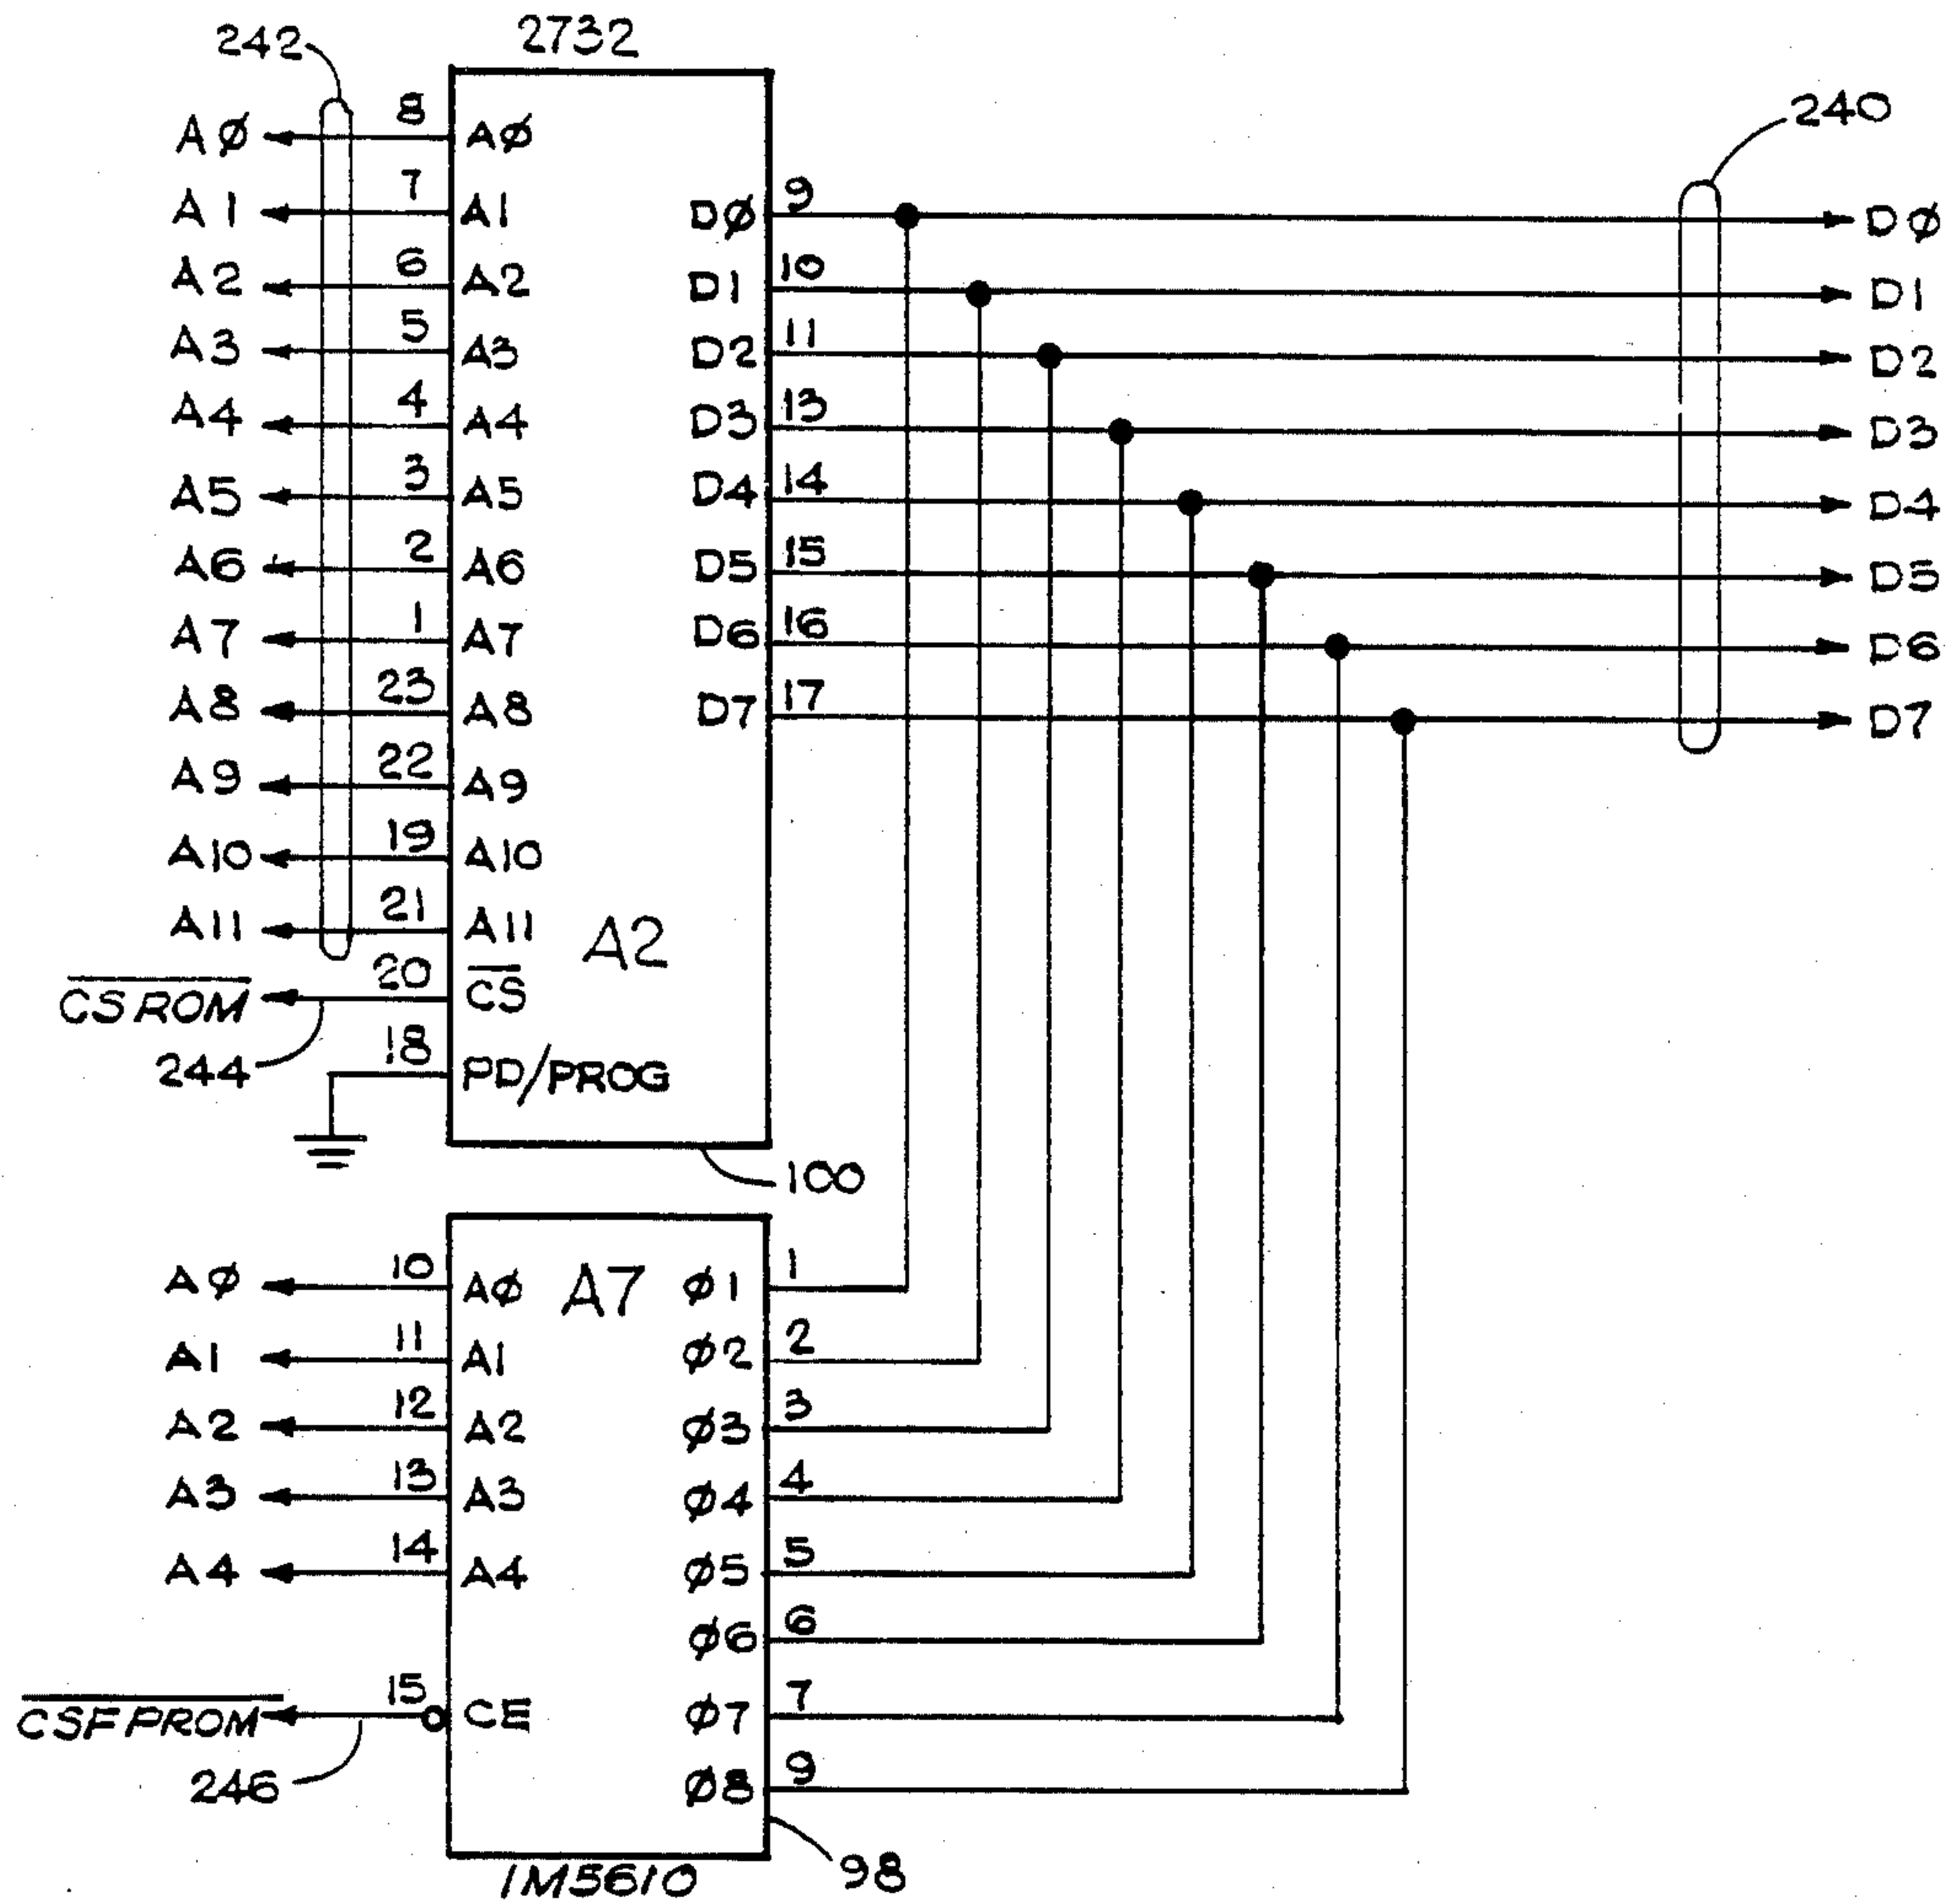 2732
242
240
AØ 8 AØ
A1 7 A1 DØ 9 DØ
A2 6 A2 D1 10 D1
A3 5 A3 D2 11 D2
A4 4 A4 D3 13 D3
A5 3 A5 D4 14 D4
A6 2 A6 D5 15 D5
A7 1 A7 D6 16 D6
A8 23 A8 D7 17 D7
A9 22 A9
A10 19 A10
A11 21 A11 A2
CSROM 20 CS
244
18 PD/PROG
100
AØ 10 AØ A7 Ø1 1
A1 11 A1 Ø2 2
A2 12 A2 Ø3 3
A3 13 A3 Ø4 4
A4 14 A4 Ø5 5
Ø6 6
CSFPROM 15 CE Ø7 7
246
Ø8 9
IM5610
98